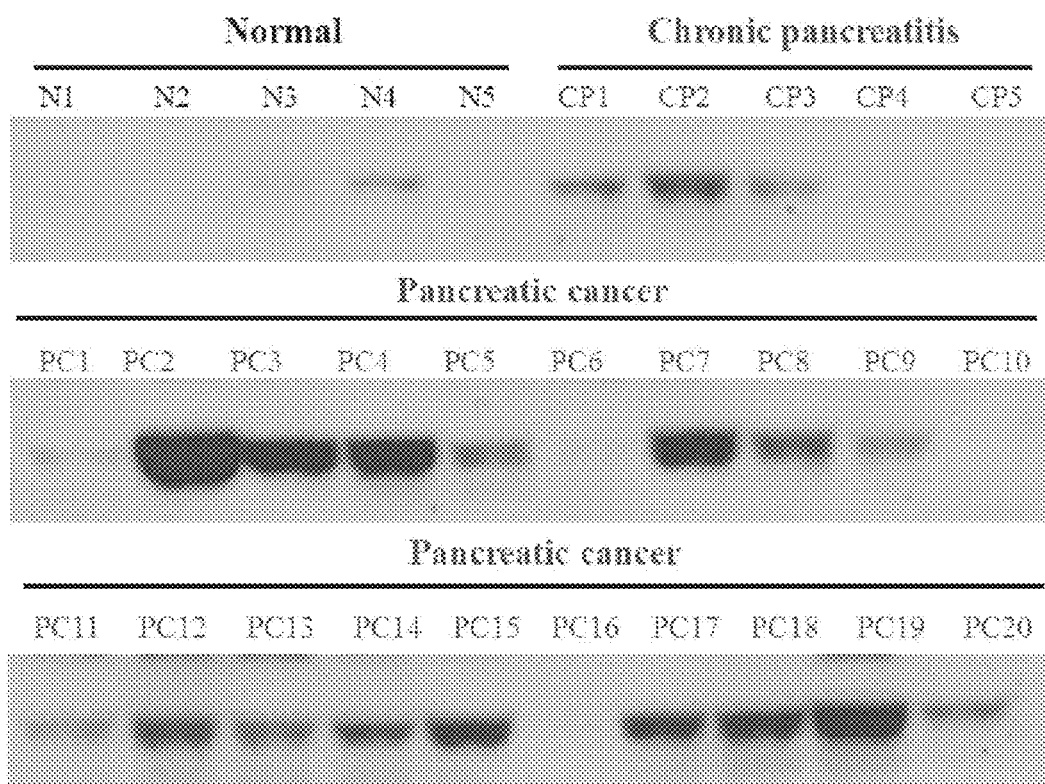 Normal Chronic pancreatitis
N1 N2 N3 N4 N5 CP1 CP2 CP3 CP4 CP5
Pancreatic cancer
PC1 PC2 PC3 PC4 PC5 PC6 PC7 PC8 PC9 PC10
Pancreatic cancer
PC11 PC12 PC13 PC14 PC15 PC16 PC17 PC18 PC19 PC20